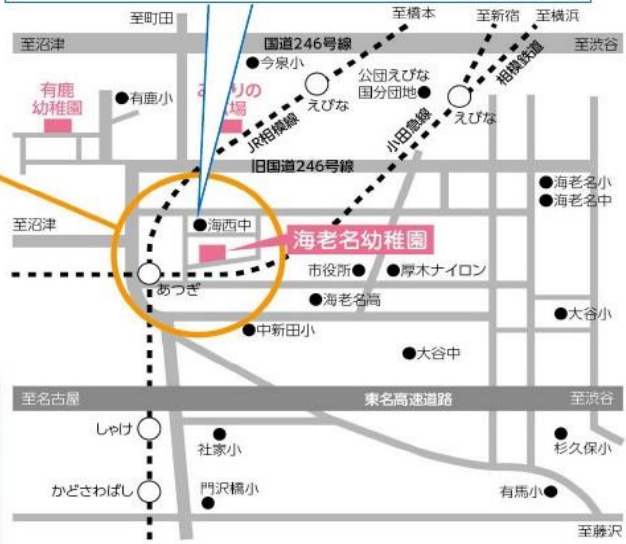 至町田
至橋本
至新宿
至横浜
至沼津
国道246号線
至渋谷
今泉小
相模鉄道
有鹿
幼稚園
有鹿小
りの
場
えびな
公団えびな
国分団地
えびな
JR相模線
小田急線
旧国道246号線
海老名小
海老名中
至沼津
海西中
海老名幼稚園
市役所
厚木ナイロン
あつぎ
海老名高
大谷小
中新田小
大谷中
至名古屋
東名高速道路
至渋谷
しゃけ
社家小
杉久保小
かどさわばし
門沢橋小
有馬小
至藤沢